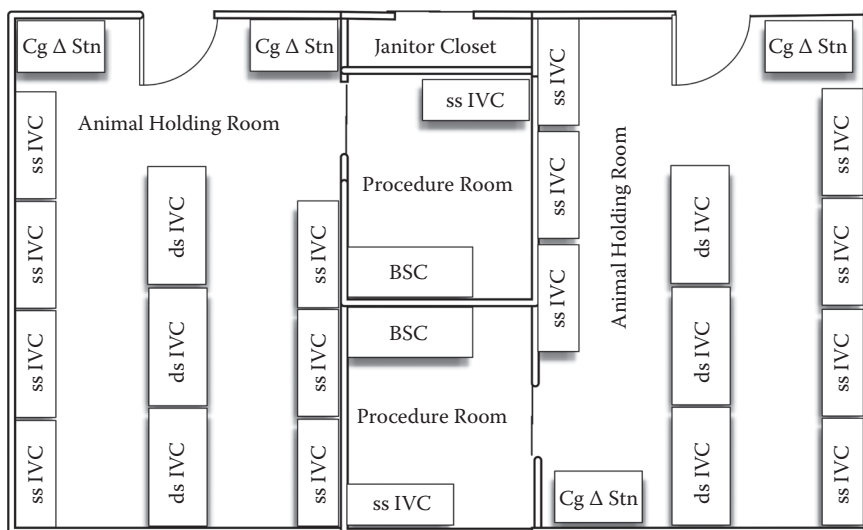 Cg Δ Stn
Cg Δ Stn
Janitor Closet
Cg Δ Stn
ss IVC
Animal Holding Room
ss IVC
ss IVC
ss IVC
ss IVC
ds IVC
ds IVC
ds IVC
ss IVC
ss IVC
ss IVC
ss IVC
Procedure Room
BSC
BSC
Procedure Room
ss IVC
ss IVC
ss IVC
ss IVC
Animal Holding Room
Cg Δ Stn
ds IVC
ds IVC
ds IVC
ss IVC
ss IVC
ss IVC
ss IVC